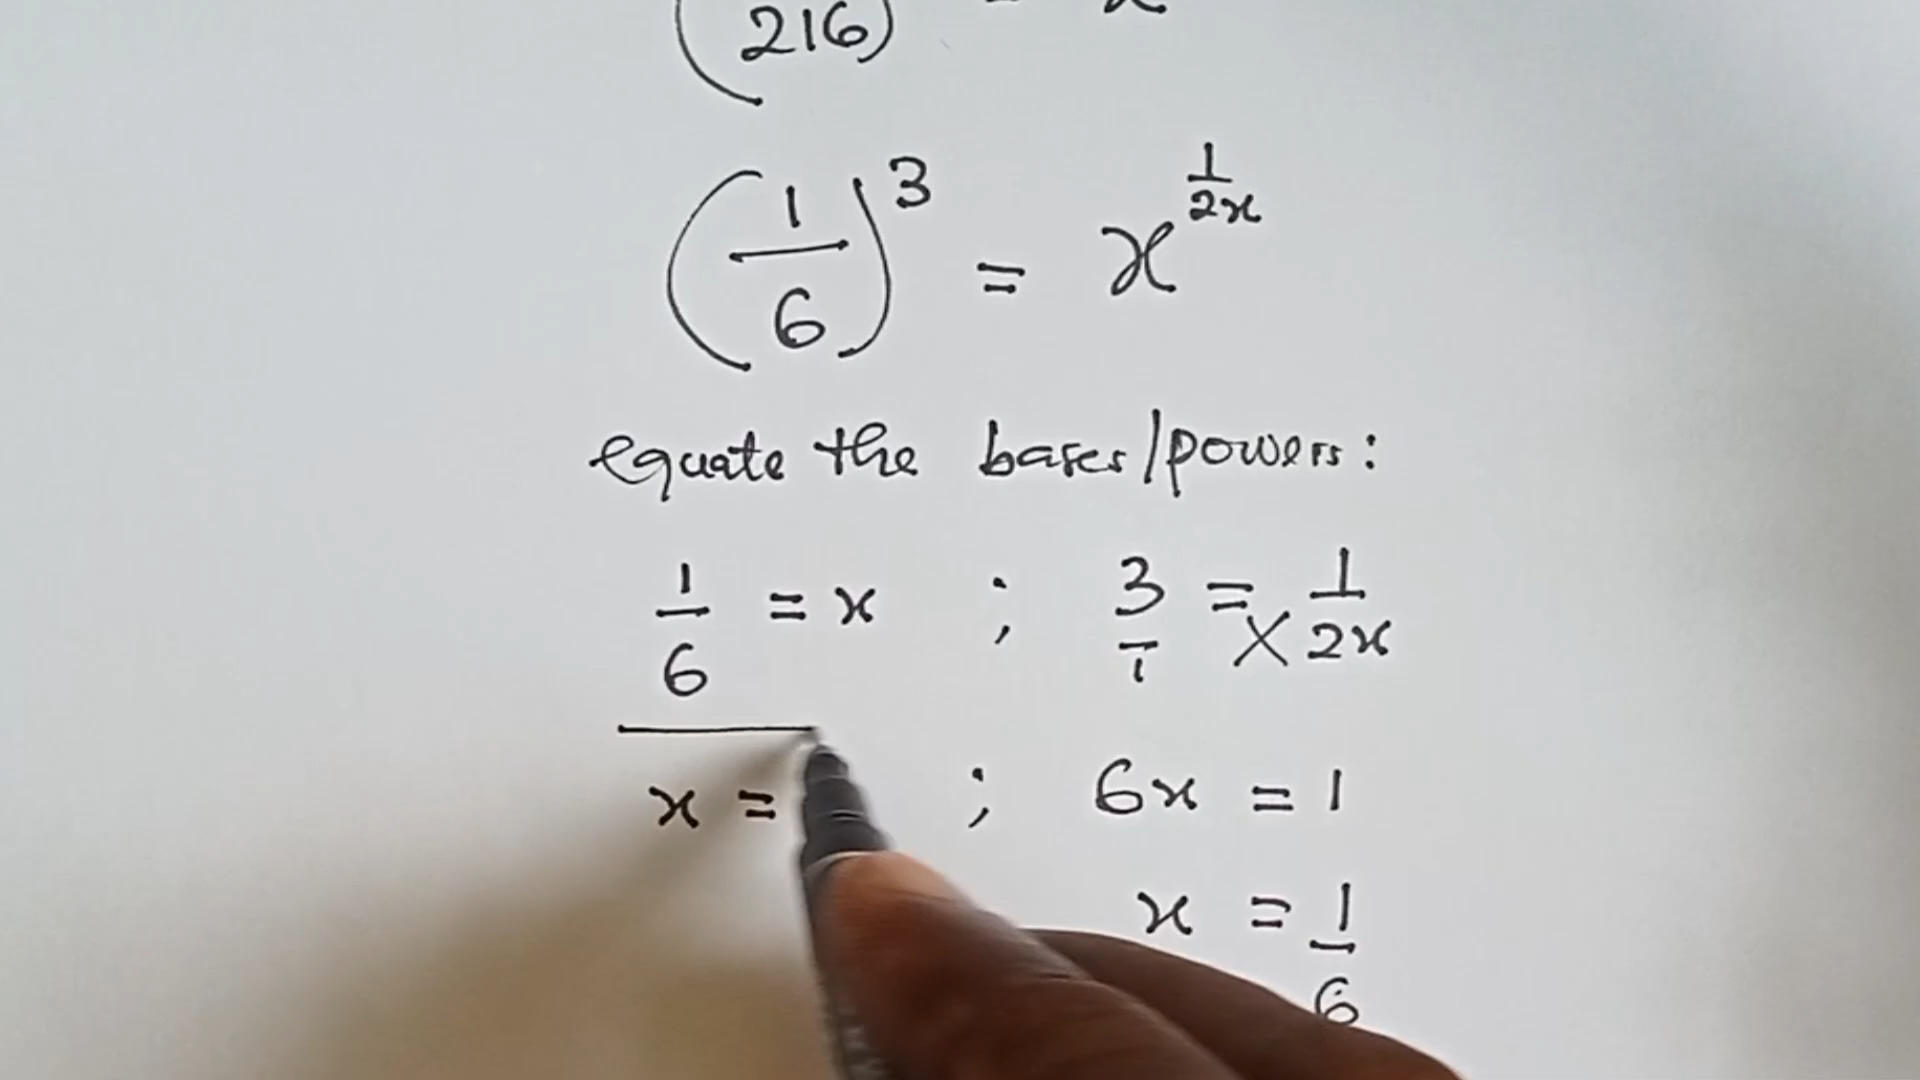 (1/216) = x
(1/6)³ = x^(1/2x)
equate the bases/powers:
1/6 = x ; 3/1 = 1/2x
x = ; 6x = 1
x = 1/6